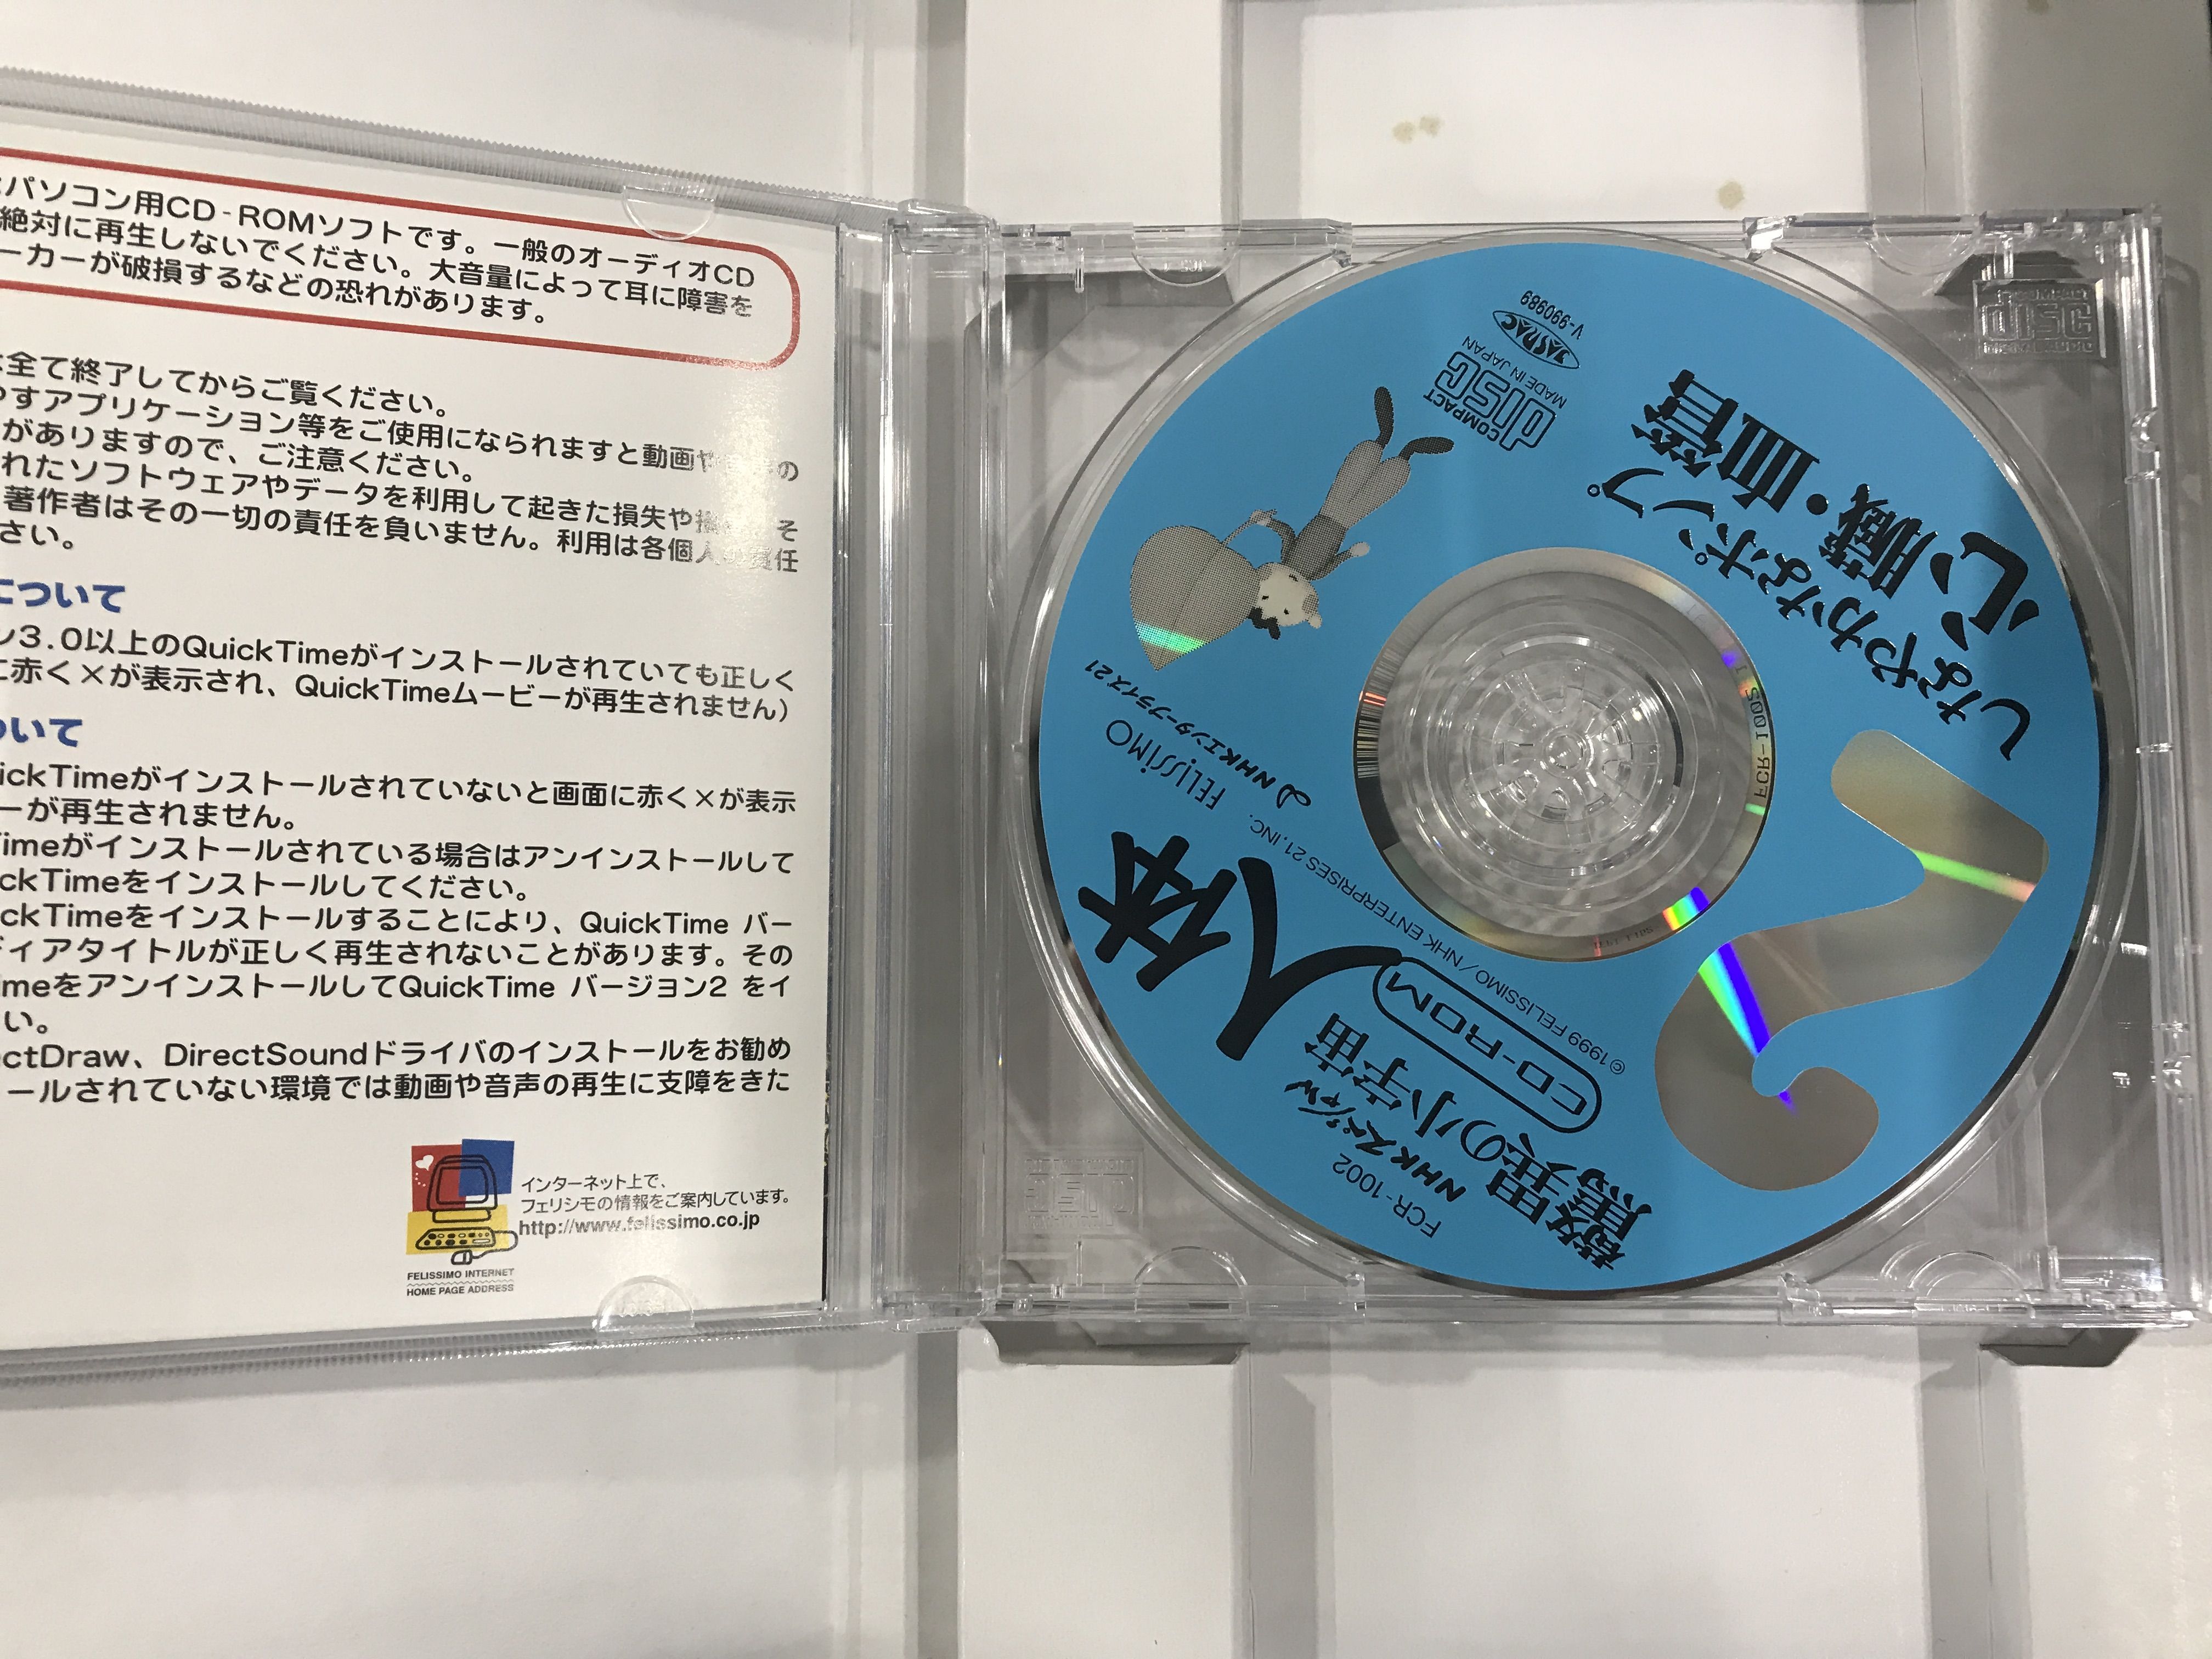 パソコン用CD-ROMソフトです。一般のオーディオCD
絶対に再生しないでください。大音量によって耳に障害を
ーカーが破損するなどの恐れがあります。
全て終了してからご覧ください。
やすアプリケーション等をご使用になられますと動画や の
がありますので、ご注意ください。
れたソフトウェアやデータを利用して起きた損失や そ
著作者はその一切の責任を負いません。利用は各個人 責任
さい。
について
ン3.0以上のQuickTimeがインストールされていても正しく
に赤く×が表示され、QuickTimeムービーが再生されません)
ついて
ickTimeがインストールされていないと画面に赤く×が表示
ーが再生されません。
Timeがインストールされている場合はアンインストールして
ckTimeをインストールしてください。
ckTimeをインストールすることにより、QuickTime バー
ディアタイトルが正しく再生されないことがあります。その
imeをアンインストールしてQuickTime バージョン2 をイ
い。
ectDraw、DirectSoundドライバのインストールをお勧め
ールされていない環境では動画や音声の再生に支障をきた
インターネット上で、
フェリシモの情報をご案内しています。
http://www.felissimo.co.jp
FELISSIMO INTERNET
HOME PAGE ADDRESS
FCR-1002
NHKスペシャル
驚異の小宇宙
人体
CD-ROM
©1999 FELISSIMO/NHK ENTERPRISES 21,INC.
FELISSIMO
NHKエンタープライズ21
2
しなやかなポンプ
心臓・血管
COMPACT
disc
MADE IN JAPAN
JASRAC
V-990989